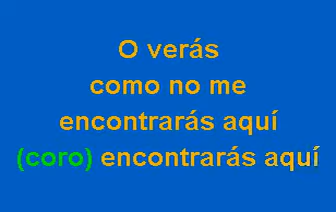 O verás
como no me
encontrarás aquí
(coro) encontrarás aquí